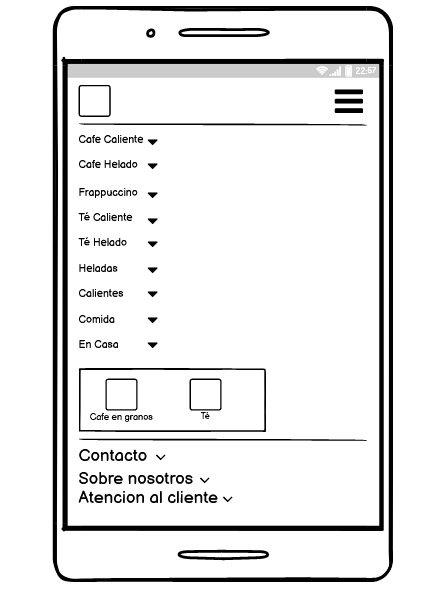 22:57
Cafe Caliente
Cafe Helado
Frappuccino
Té Caliente
Té Helado
Heladas
Calientes
Comida
En Casa
Cafe en granos Té
Contacto
Sobre nosotros
Atencion al cliente